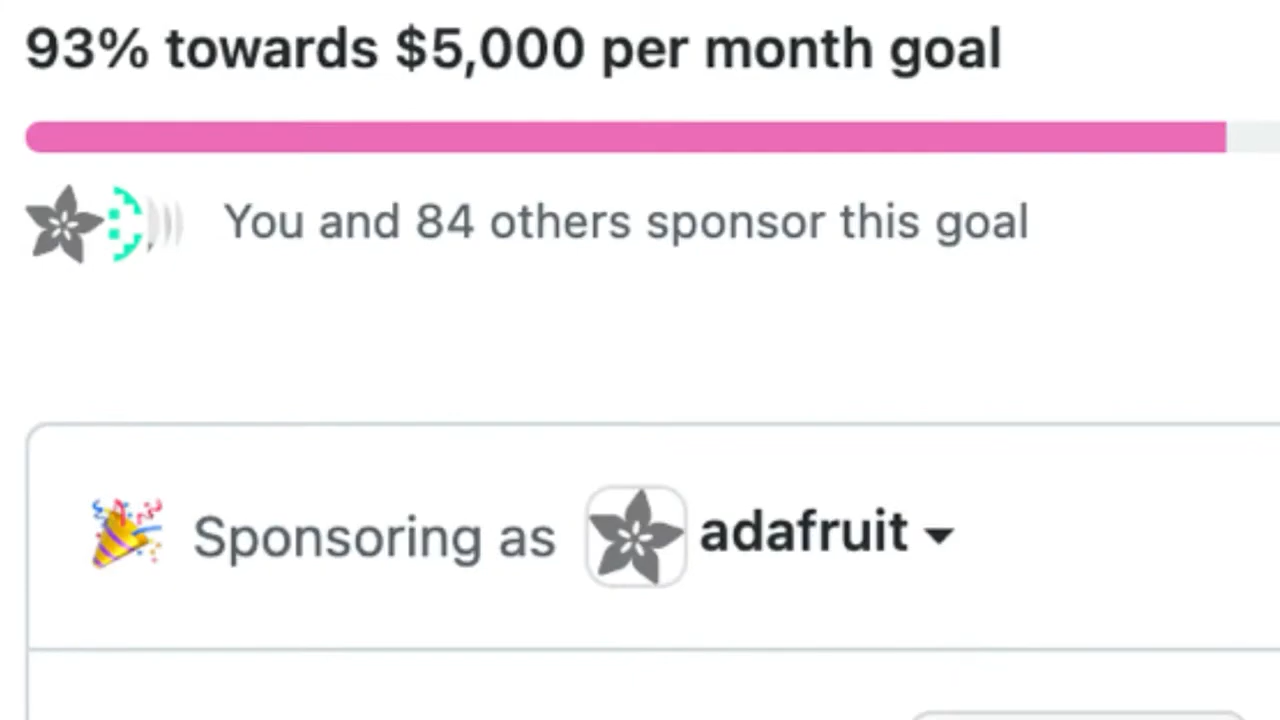 93% towards $5,000 per month goal
You and 84 others sponsor this goal
Sponsoring as adafruit